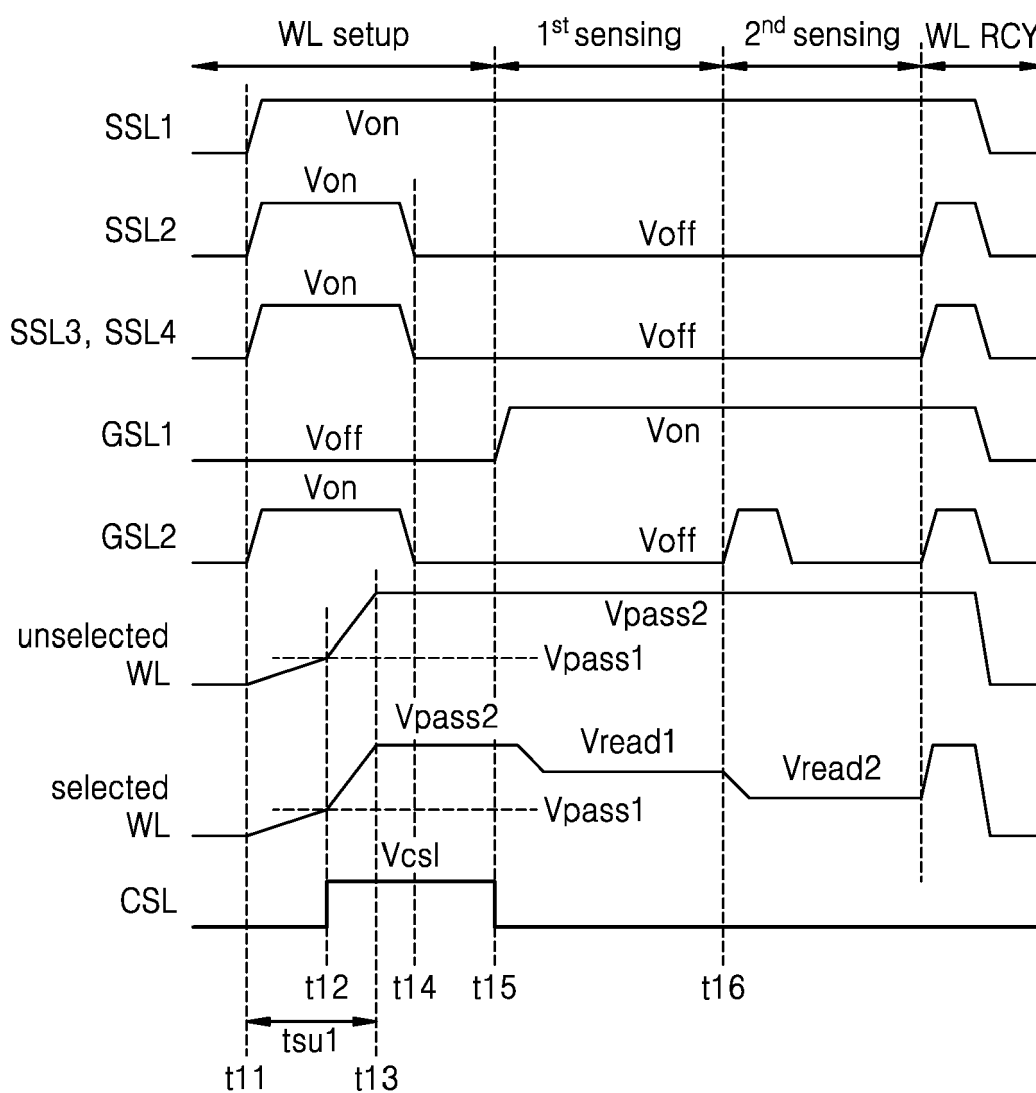 WL setup 1st sensing 2nd sensing WL RCY
SSL1 Von
Von
SSL2 Voff
Von
SSL3, SSL4 Voff
GSL1 Voff Von
Von
GSL2 Voff
unselected
WL
Vpass2
Vpass1
Vpass2
Vread1
Vread2
selected
WL
Vpass1
Vcsl
CSL
t12 t14 t15 t16
tsu1
t11 t13